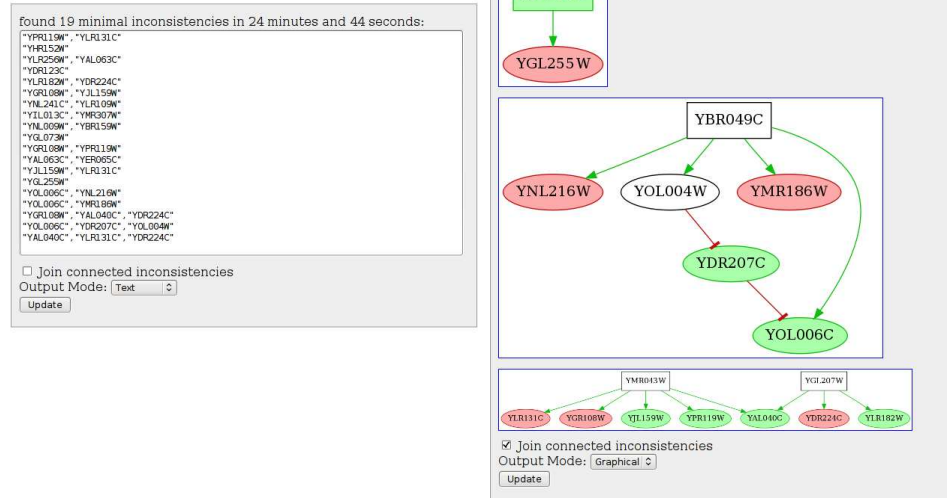 found 19 minimal inconsistencies in 24 minutes and 44 seconds:
"YPR119W","YLR131C"
"YHR152W"
"YLR256W","YAL063C"
"YDR123C"
"YLR182W","YDR224C"
"YGR108W","YJL159W"
"YNL241C","YLR109W"
"YIL013C","YMR307W"
"YNL009W","YBR159W"
"YGL073W"
"YGR108W","YPR119W"
"YAL063C","YER065C"
"YJL159W","YLR131C"
"YGL255W"
"YOL006C","YNL216W"
"YOL006C","YMR186W"
"YGR108W","YAL040C","YDR224C"
"YOL006C","YDR207C","YOL004W"
"YAL040C","YLR131C","YDR224C"
Join connected inconsistencies
Output Mode: Text
Update
YGL255W
YBR049C
YNL216W YOL004W YMR186W
YDR207C
YOL006C
YMR043W YGL207W
YLR131C YGR108W YJL159W YPR119W YAL040C YDR224C YLR182W
Join connected inconsistencies
Output Mode: Graphical
Update